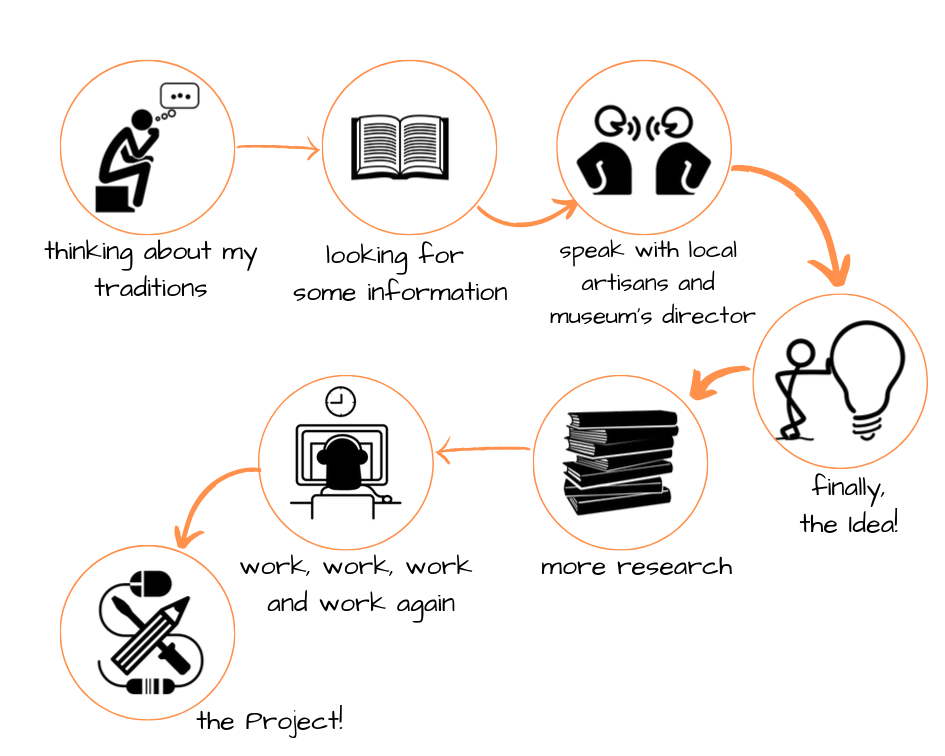 thinking about my
traditions
looking for
some information
speak with local
artisans and
museum's director
finally,
the Idea!
more research
work, work, work
and work again
the Project!